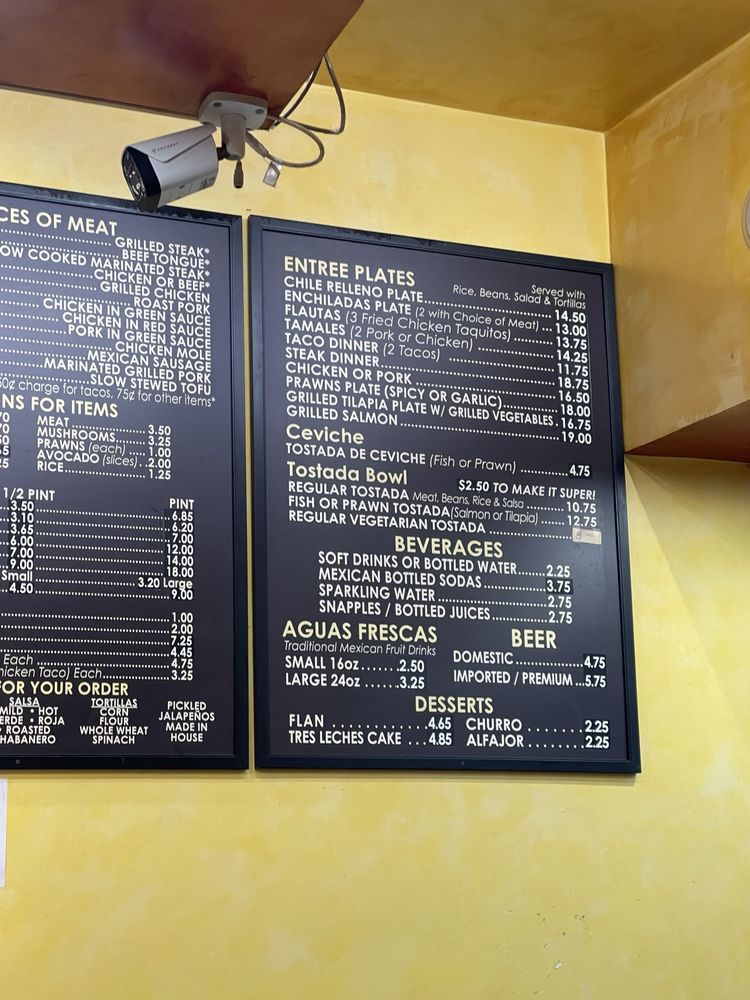 CES OF MEAT
GRILLED STEAK*
BEEF TONGUE*
OW COOKED MARINATED STEAK*
CHICKEN OR BEEF*
GRILLED CHICKEN
ROAST PORK
CHICKEN IN GREEN SAUCE
CHICKEN IN RED SAUCE
PORK IN GREEN SAUCE
CHICKEN MOLE
MEXICAN SAUSAGE
MARINATED GRILLED PORK
SLOW STEWED TOFU
50¢ charge for tacos, 75¢ for other items*
NS FOR ITEMS
MEAT 3.50
MUSHROOMS 3.25
PRAWNS (each) 1.00
AVOCADO (slices) 2.00
RICE 1.25
1/2 PINT PINT
3.50 6.85
3.10 6.20
3.65 7.00
6.00 12.00
7.00 14.00
9.00 18.00
Small 3.20 Large
4.50 9.00
1.00
2.00
7.25
4.45
Each 4.75
hicken Taco) Each 3.25
FOR YOUR ORDER
SALSA
MILD • HOT
ERDE • ROJA
• ROASTED
HABANERO
TORTILLAS
CORN
FLOUR
WHOLE WHEAT
SPINACH
PICKLED
JALAPEÑOS
MADE IN
HOUSE
ENTREE PLATES
Served with
Rice, Beans, Salad & Tortillas
CHILE RELLENO PLATE 14.50
ENCHILADAS PLATE (2 with Choice of Meat) 13.00
FLAUTAS (3 Fried Chicken Taquitos) 13.75
TAMALES (2 Pork or Chicken) 14.25
TACO DINNER (2 Tacos) 11.75
STEAK DINNER 18.75
CHICKEN OR PORK 16.50
PRAWNS PLATE (SPICY OR GARLIC) 18.00
GRILLED TILAPIA PLATE W/ GRILLED VEGETABLES 16.75
GRILLED SALMON 19.00
Ceviche
TOSTADA DE CEVICHE (Fish or Prawn) 4.75
Tostada Bowl $2.50 TO MAKE IT SUPER!
REGULAR TOSTADA Meat, Beans, Rice & Salsa 10.75
FISH OR PRAWN TOSTADA (Salmon or Tilapia) 12.75
REGULAR VEGETARIAN TOSTADA
BEVERAGES
SOFT DRINKS OR BOTTLED WATER 2.25
MEXICAN BOTTLED SODAS 3.75
SPARKLING WATER 2.75
SNAPPLES / BOTTLED JUICES 2.75
AGUAS FRESCAS
Traditional Mexican Fruit Drinks
SMALL 16oz 2.50
LARGE 24oz 3.25
BEER
DOMESTIC 4.75
IMPORTED / PREMIUM 5.75
DESSERTS
FLAN 4.65
TRES LECHES CAKE 4.85
CHURRO 2.25
ALFAJOR 2.25